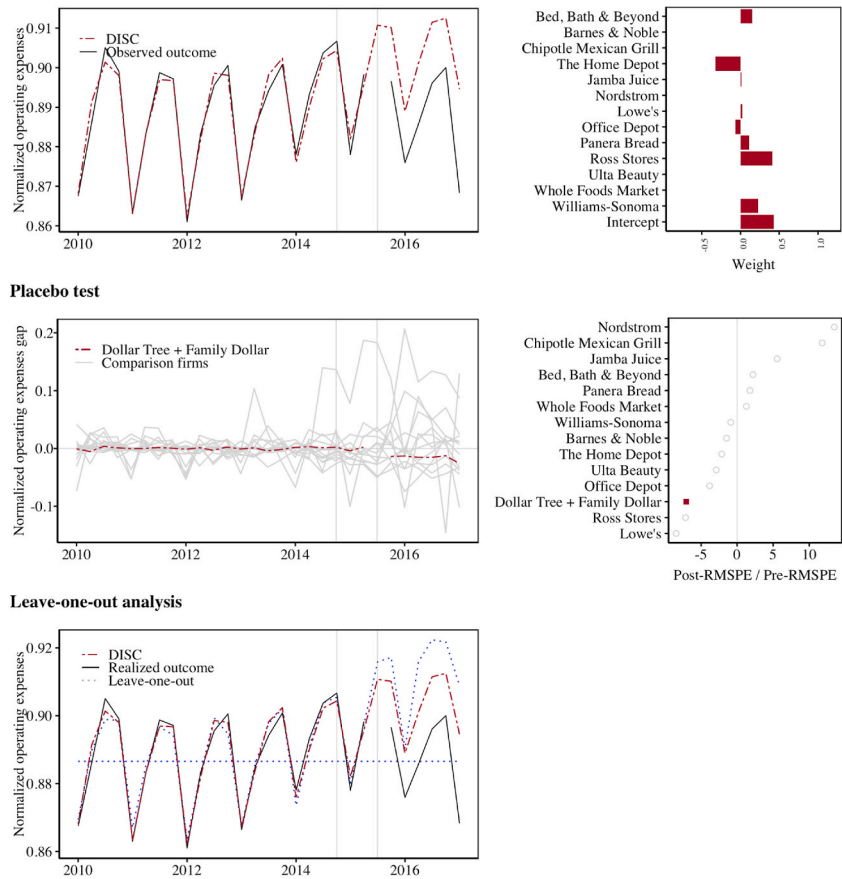 Normalized operating expenses
0.91
0.90
0.89
0.88
0.87
0.86
DISC
Observed outcome
2010
2012
2014
2016
Bed, Bath & Beyond
Barnes & Noble
Chipotle Mexican Grill
The Home Depot
Jamba Juice
Nordstrom
Lowe's
Office Depot
Panera Bread
Ross Stores
Ulta Beauty
Whole Foods Market
Williams-Sonoma
Intercept
-0.5
0.0
0.5
1.0
Weight
Placebo test
Normalized operating expenses gap
0.2
0.1
0.0
-0.1
Dollar Tree + Family Dollar
Comparison firms
2010
2012
2014
2016
Nordstrom
Chipotle Mexican Grill
Jamba Juice
Bed, Bath & Beyond
Panera Bread
Whole Foods Market
Williams-Sonoma
Barnes & Noble
The Home Depot
Ulta Beauty
Office Depot
Dollar Tree + Family Dollar
Ross Stores
Lowe's
-5
0
5
10
Post-RMSPE / Pre-RMSPE
Leave-one-out analysis
Normalized operating expenses
0.92
0.90
0.88
0.86
DISC
Realized outcome
Leave-one-out
2010
2012
2014
2016